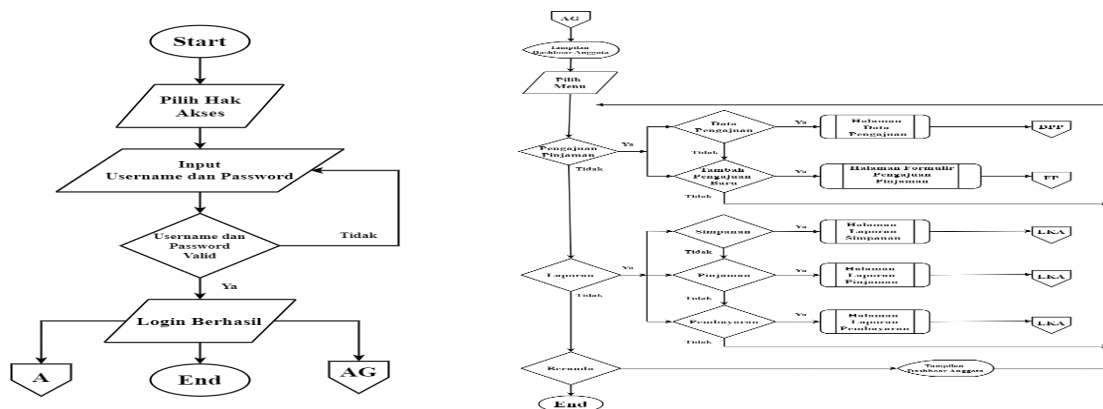 Start
Pilih Hak
Akses
Input
Username dan Password
Username dan
Password
Valid
Tidak
Ya
Login Berhasil
A
End
AG
AG
Tampilan
Dashboar Anggota
Pilih
Menu
Pengajuan
Pinjaman
Ya
Tidak
Data
Pengajuan
Ya
Halaman
Data
Pengajuan
DPP
Tidak
Tambah
Pengajuan
Baru
Ya
Halaman Formulir
Pengajuan
Pinjaman
FP
Tidak
Laporan
Ya
Tidak
Simpanan
Ya
Halaman
Laporan
Simpanan
LKA
Tidak
Pinjaman
Ya
Halaman
Laporan
Pinjaman
LKA
Tidak
Pembayaran
Ya
Halaman
Laporan
Pembayaran
LKA
Tidak
Beranda
Tampilan
Dashboar Anggota
End